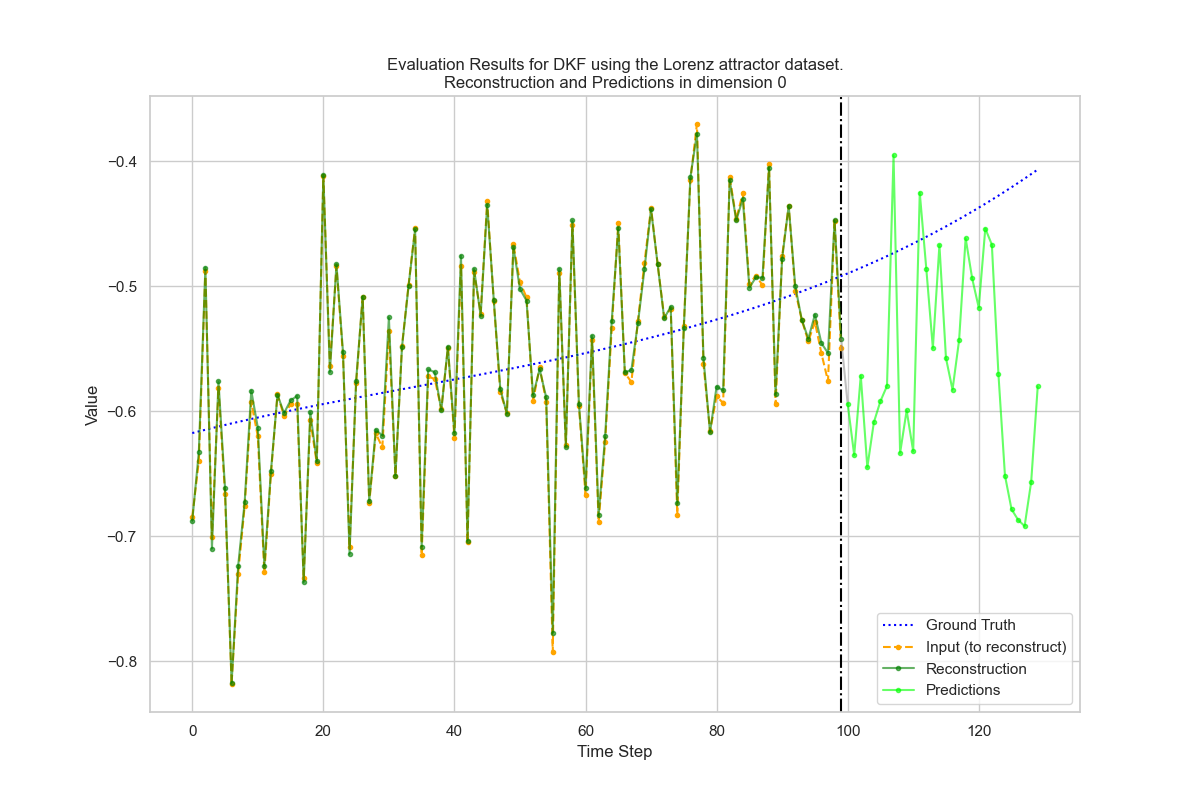 Evaluation Results for DKF using the Lorenz attractor dataset.
Reconstruction and Predictions in dimension 0
Value
−0.4
−0.5
−0.6
−0.7
−0.8
0 20 40 60 80 100 120
Time Step
Ground Truth
Input (to reconstruct)
Reconstruction
Predictions